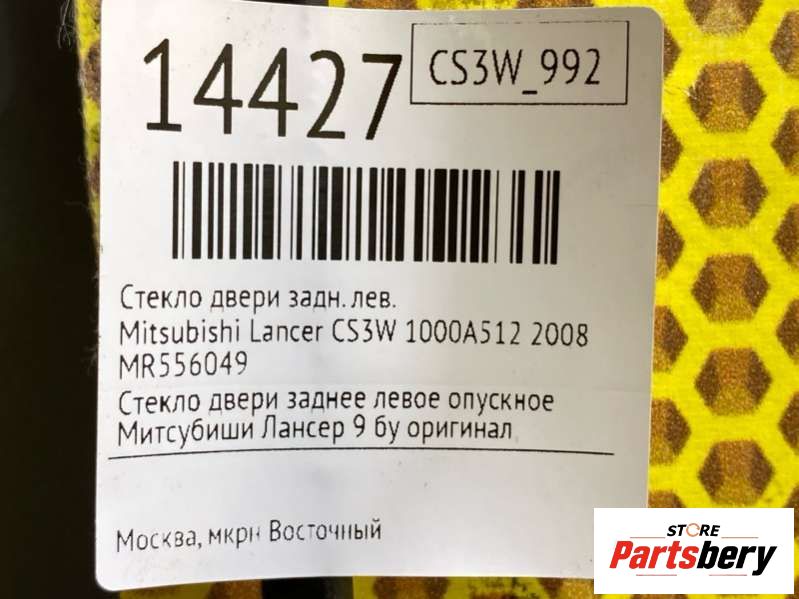 14427
CS3W_992
Стекло двери задн. лев.
Mitsubishi Lancer CS3W 1000A512 2008
MR556049
Стекло двери заднее левое опускное
Митсубиши Лансер 9 бу оригинал
Москва, мкрн Восточный
STORE
Partsbery